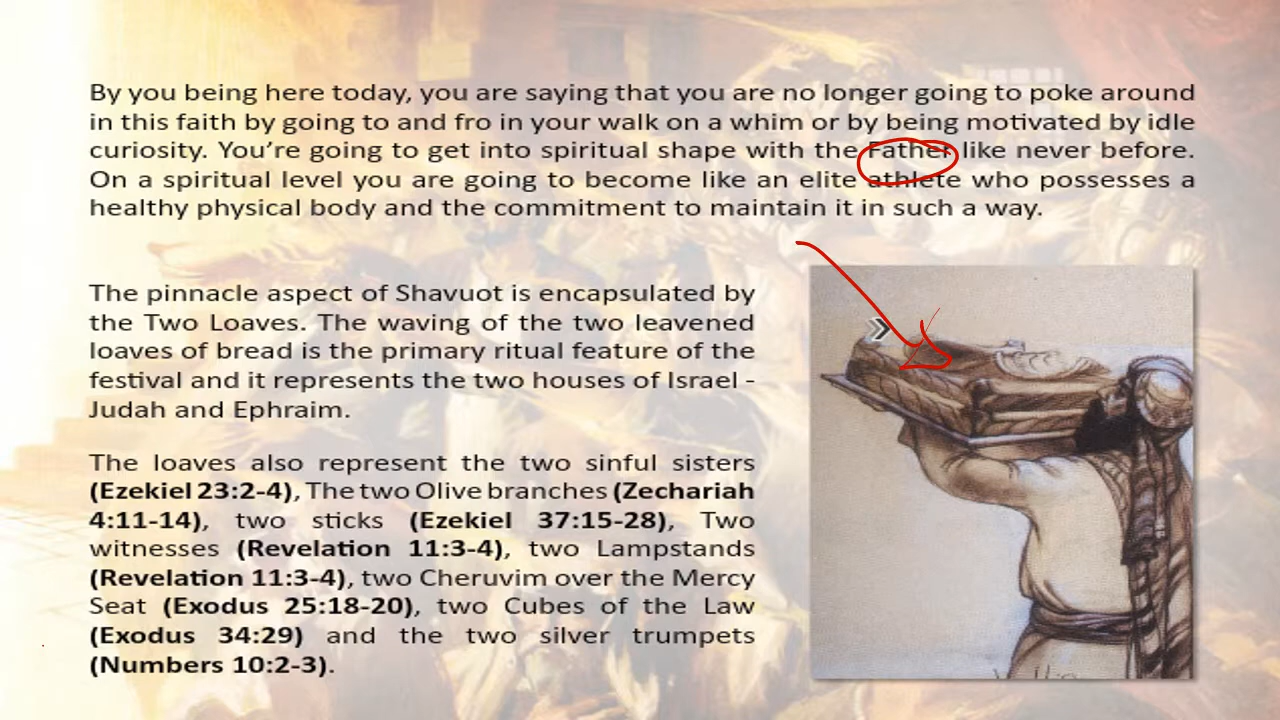 By you being here today, you are saying that you are no longer going to poke around
in this faith by going to and fro in your walk on a whim or by being motivated by idle
curiosity. You’re going to get into spiritual shape with the Father like never before.
On a spiritual level you are going to become like an elite athlete who possesses a
healthy physical body and the commitment to maintain it in such a way.
The pinnacle aspect of Shavuot is encapsulated by
the Two Loaves. The waving of the two leavened
loaves of bread is the primary ritual feature of the
festival and it represents the two houses of Israel -
Judah and Ephraim.
The loaves also represent the two sinful sisters
(Ezekiel 23:2-4), The two Olive branches (Zechariah
4:11-14), two sticks (Ezekiel 37:15-28), Two
witnesses (Revelation 11:3-4), two Lampstands
(Revelation 11:3-4), two Cheruvim over the Mercy
Seat (Exodus 25:18-20), two Cubes of the Law
(Exodus 34:29) and the two silver trumpets
(Numbers 10:2-3).